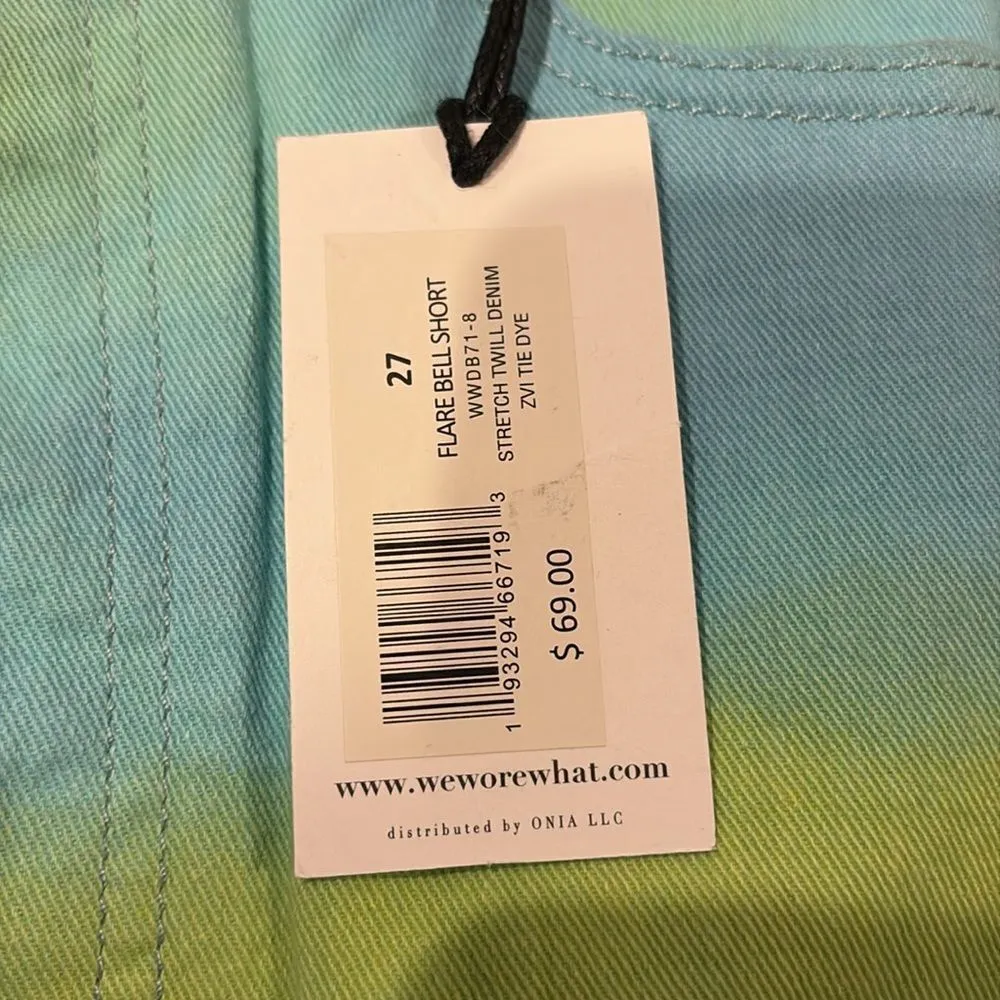 27
FLARE BELL SHORT
WWDB71-8
STRETCH TWILL DENIM
ZVI TIE DYE
1 93294 66719 3
$ 69.00
www.weworewhat.com
distributed by ONIA LLC